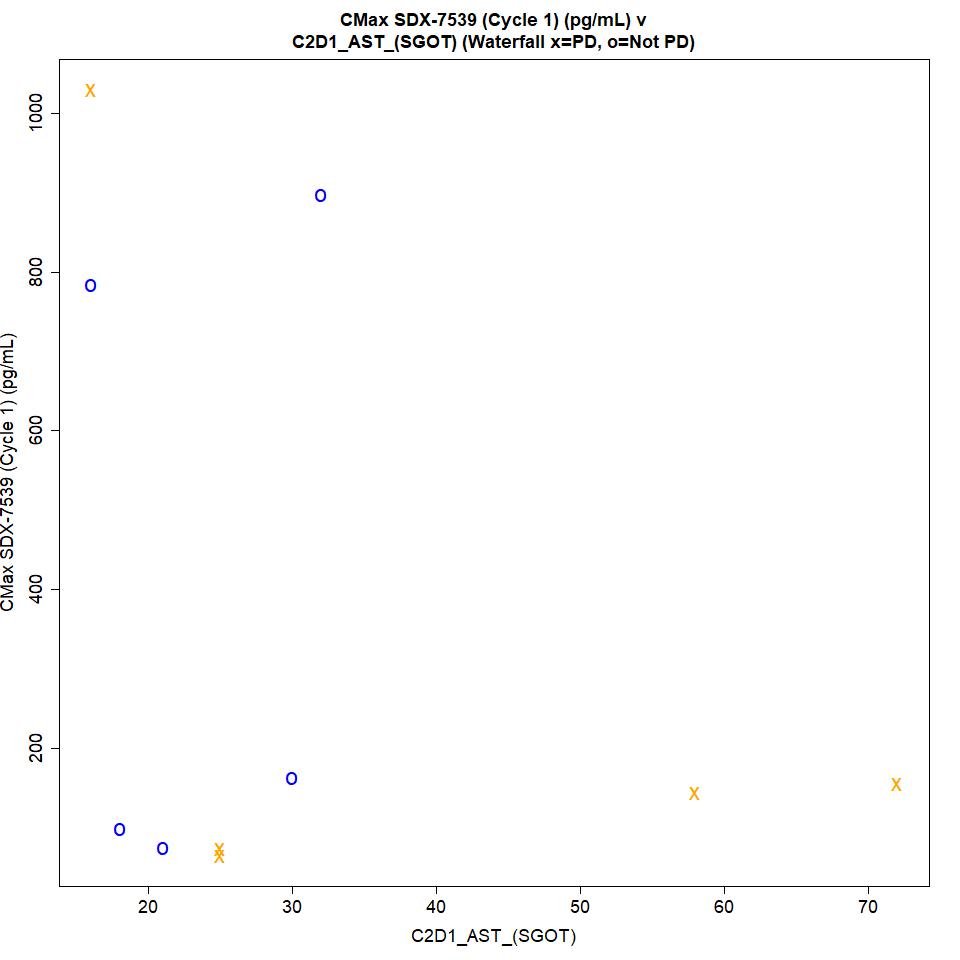 CMax SDX-7539 (Cycle 1) (pg/mL) v
C2D1_AST_(SGOT) (Waterfall x=PD, o=Not PD)
CMax SDX-7539 (Cycle 1) (pg/mL)
1000
800
600
400
200
x
o
o
o
x
x
o
o
x
x
20
30
40
50
60
70
C2D1_AST_(SGOT)